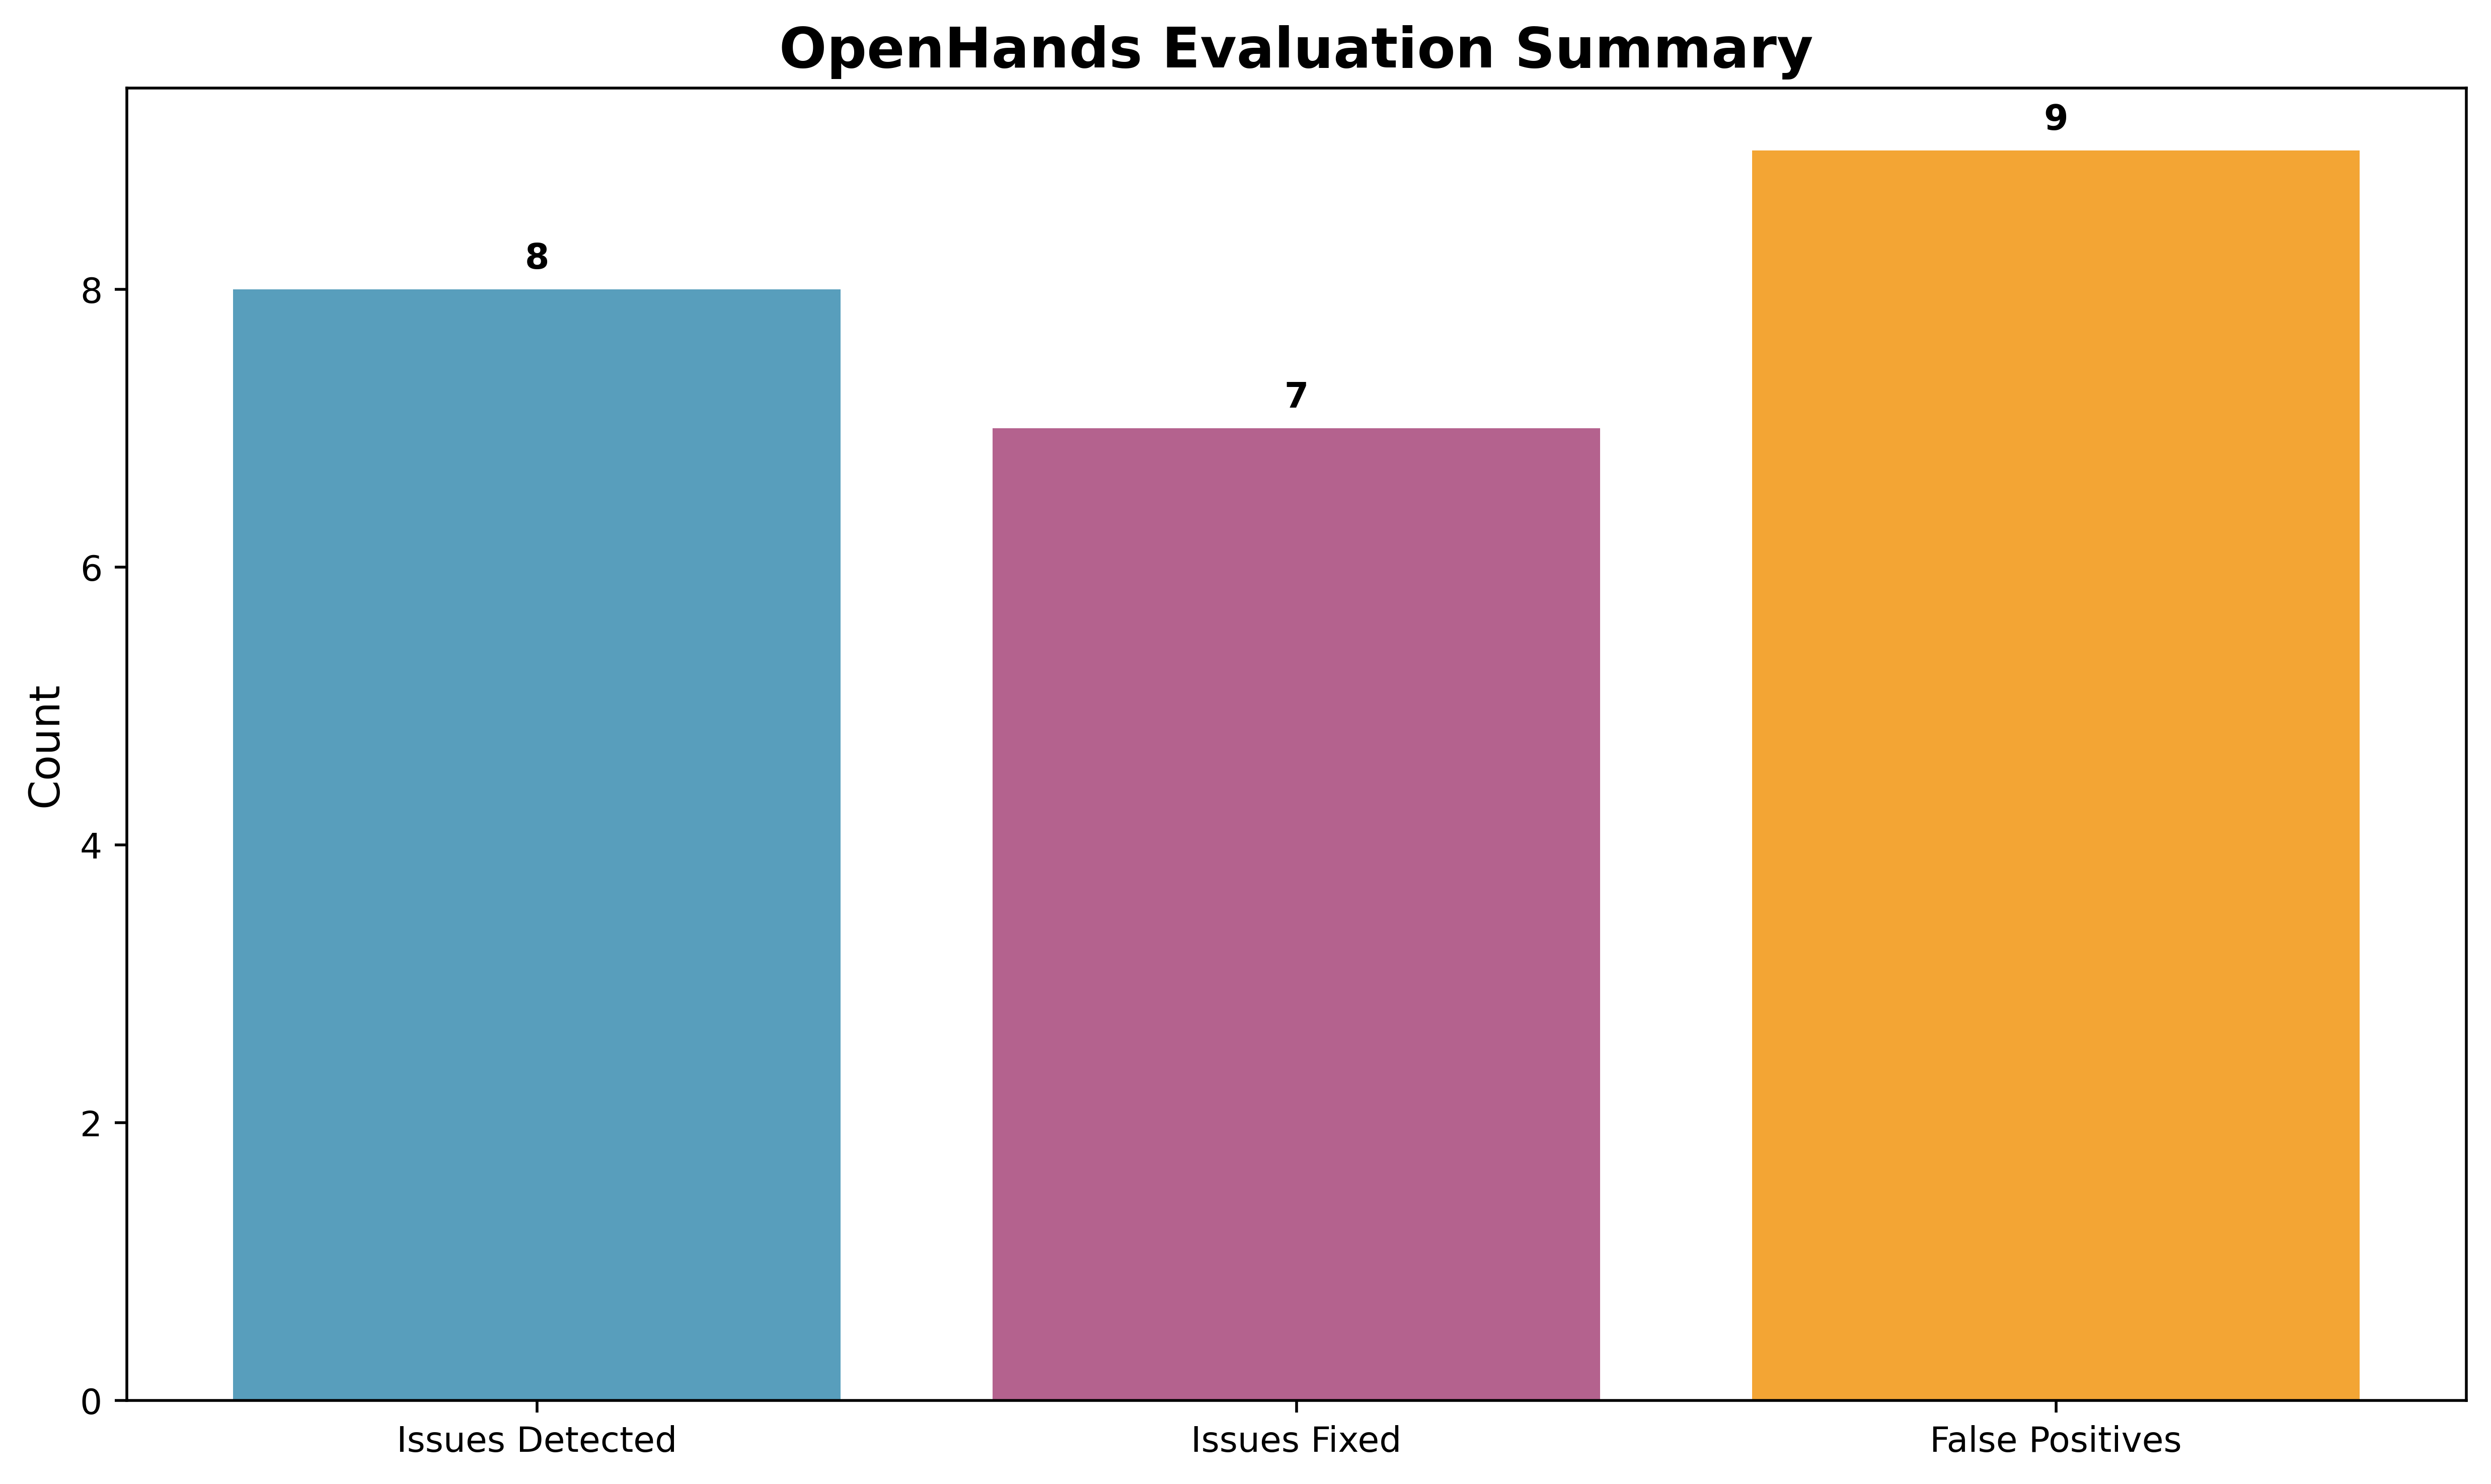 OpenHands Evaluation Summary
9
8
7
8
6
4
2
0
Count
Issues Detected
Issues Fixed
False Positives